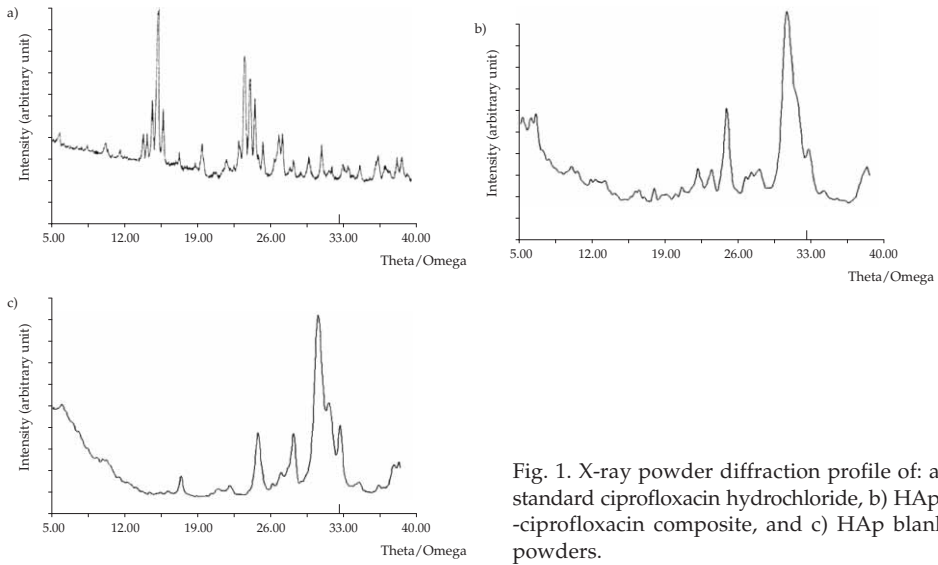 a)
Intensity (arbitrary unit)
5.00 12.00 19.00 26.00 33.00 40.00
Theta/Omega
b)
Intensity (arbitrary unit)
5.00 12.00 19.00 26.00 33.00 40.00
Theta/Omega
c)
Intensity (arbitrary unit)
5.00 12.00 19.00 26.00 33.00 40.00
Theta/Omega
Fig. 1. X-ray powder diffraction profile of: a
standard ciprofloxacin hydrochloride, b) HAp
-ciprofloxacin composite, and c) HAp blank
powders.